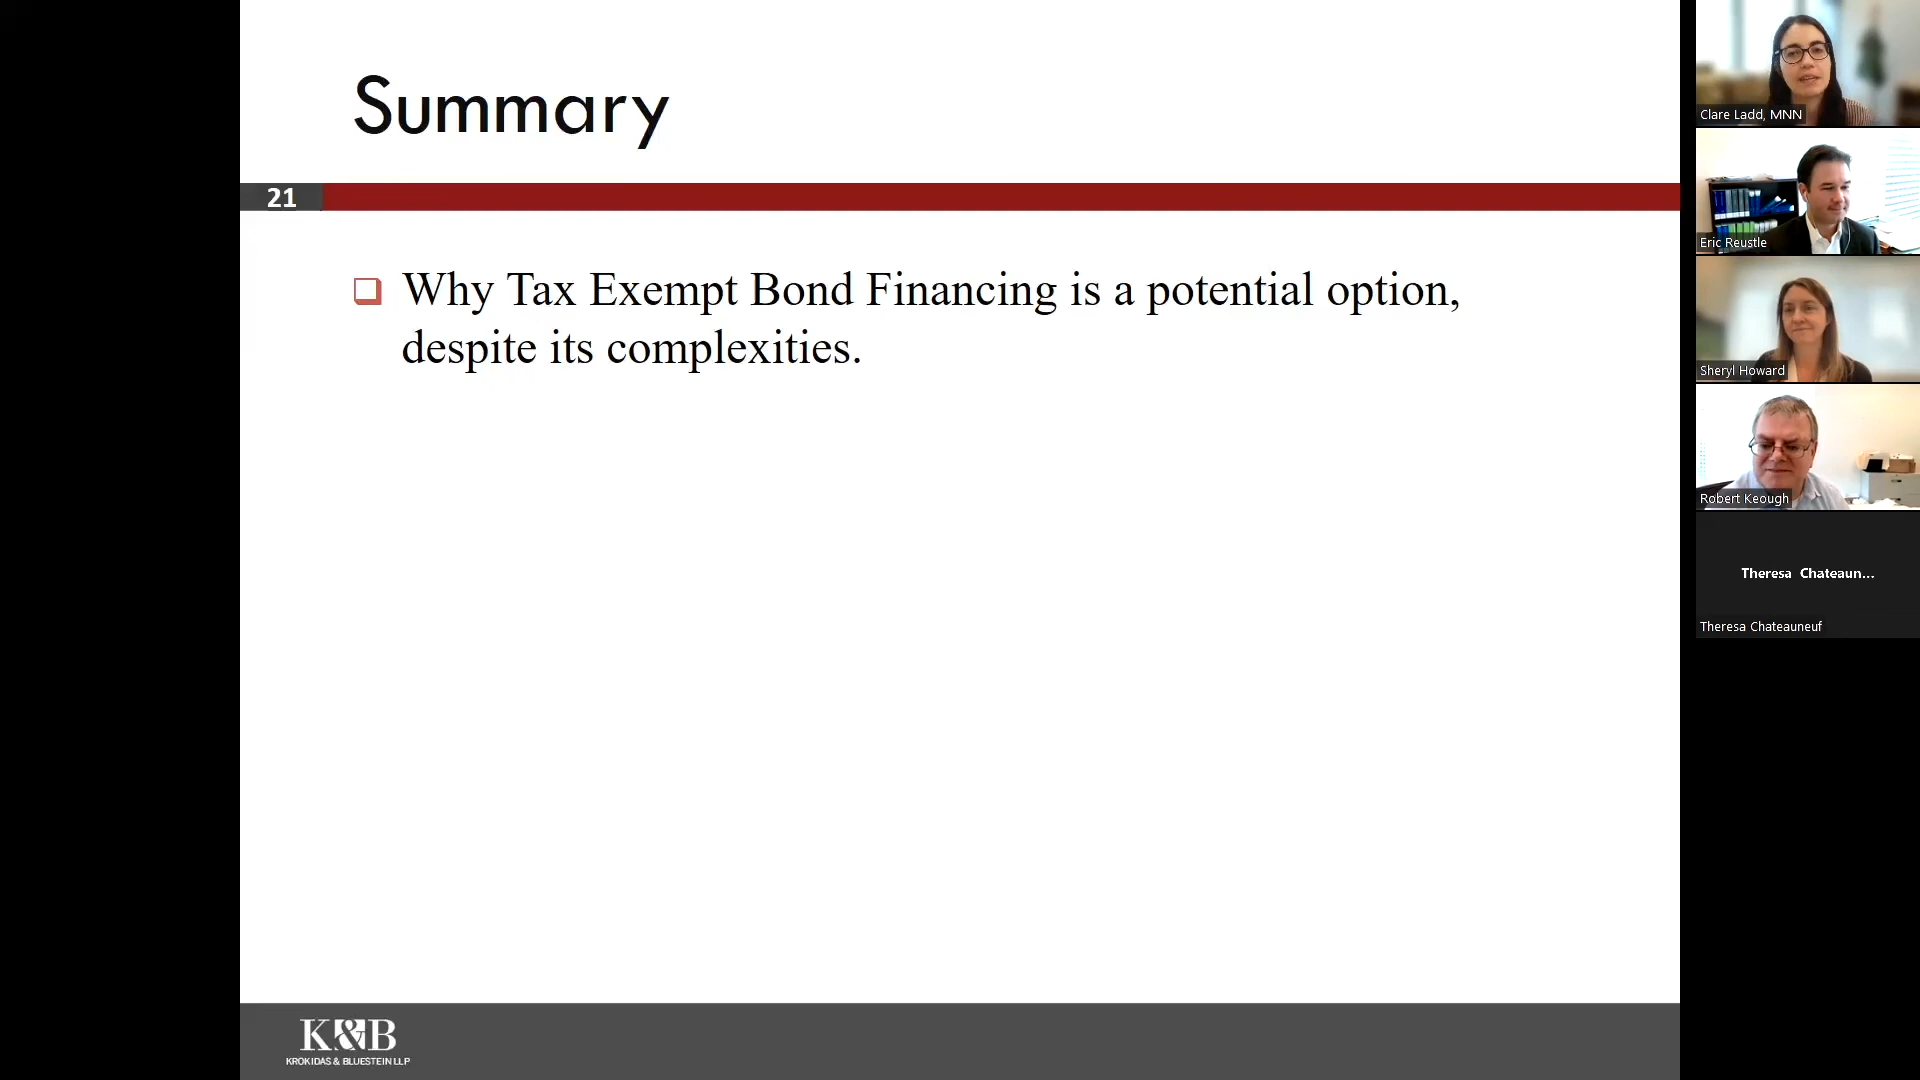 Summary
21
Why Tax Exempt Bond Financing is a potential option,
despite its complexities.
K&B
KROKIDAS & BLUESTEIN LLP
Clare Ladd, MNN
Eric Reustle
Sheryl Howard
Robert Keough
Theresa Chateaun...
Theresa Chateauneuf